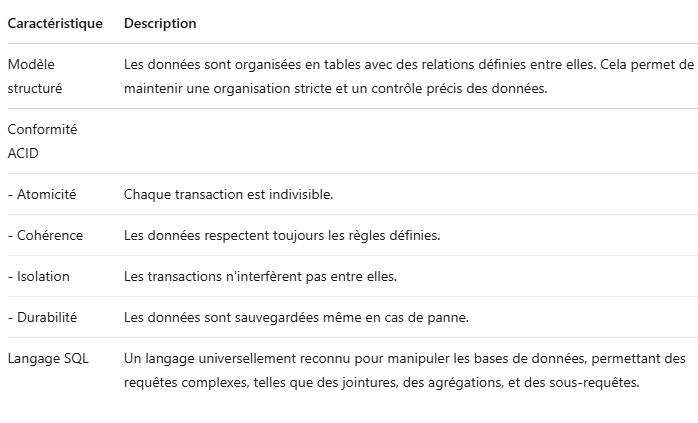 Caractéristique Description
Modèle structuré Les données sont organisées en tables avec des relations définies entre elles. Cela permet de maintenir une organisation stricte et un contrôle précis des données.
Conformité ACID
- Atomicité Chaque transaction est indivisible.
- Cohérence Les données respectent toujours les règles définies.
- Isolation Les transactions n'interfèrent pas entre elles.
- Durabilité Les données sont sauvegardées même en cas de panne.
Langage SQL Un langage universellement reconnu pour manipuler les bases de données, permettant des requêtes complexes, telles que des jointures, des agrégations, et des sous-requêtes.